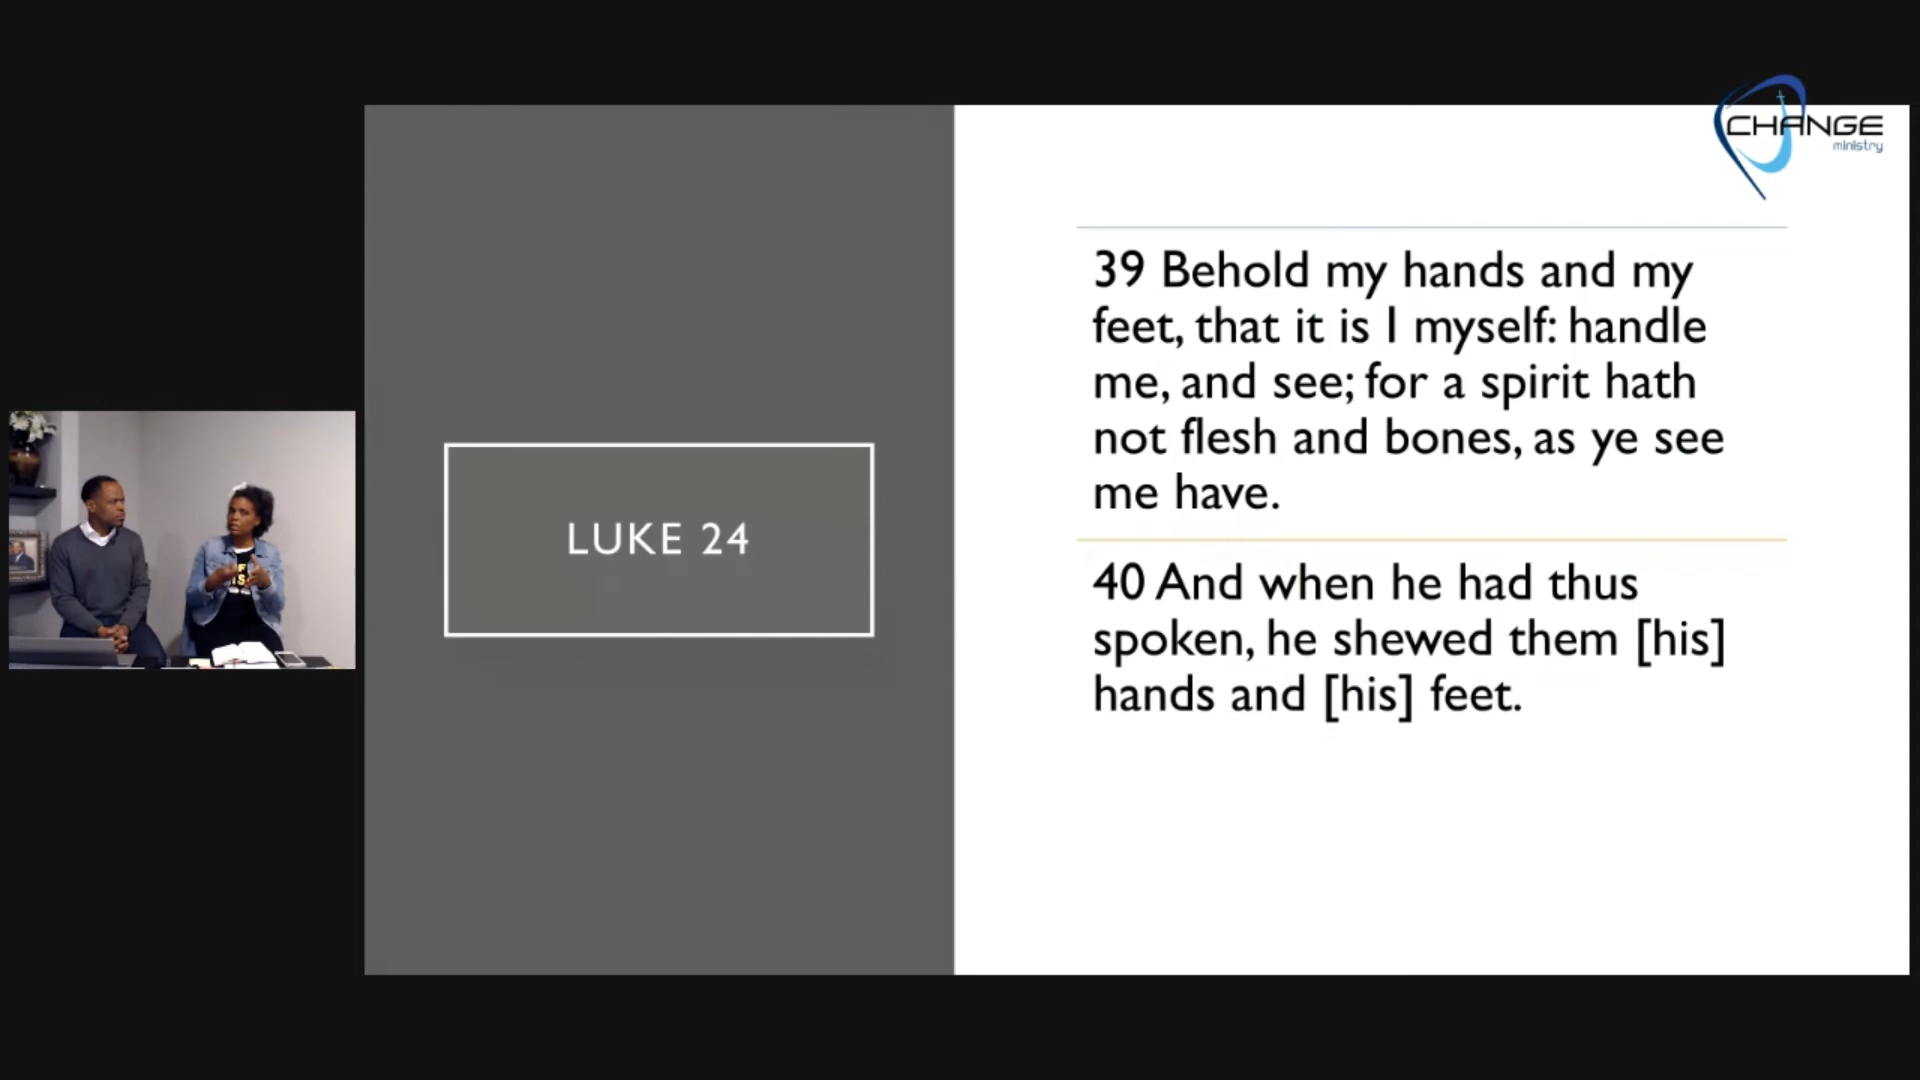 CHANGE
ministry
LUKE 24
39 Behold my hands and my
feet, that it is I myself: handle
me, and see; for a spirit hath
not flesh and bones, as ye see
me have.
40 And when he had thus
spoken, he shewed them [his]
hands and [his] feet.